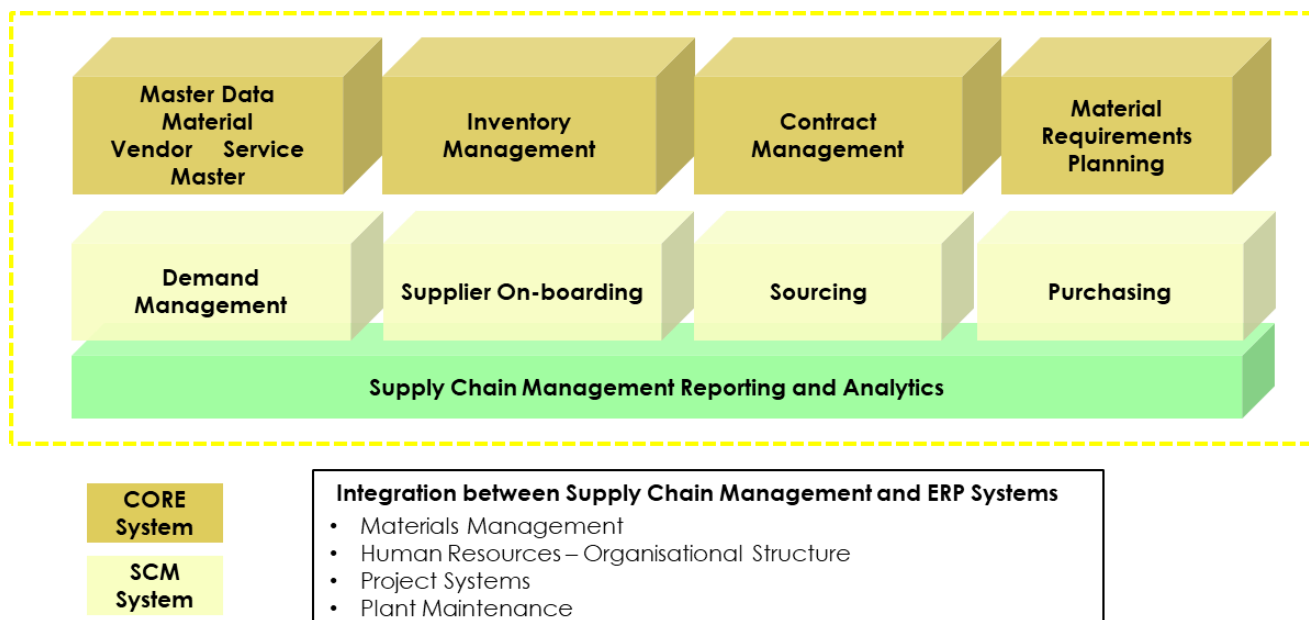 Master Data
Material
Vendor Service
Master
Inventory
Management
Contract
Management
Material
Requirements
Planning
Demand
Management
Supplier On-boarding
Sourcing
Purchasing
Supply Chain Management Reporting and Analytics
CORE
System
SCM
System
Integration between Supply Chain Management and ERP Systems
• Materials Management
• Human Resources – Organisational Structure
• Project Systems
• Plant Maintenance